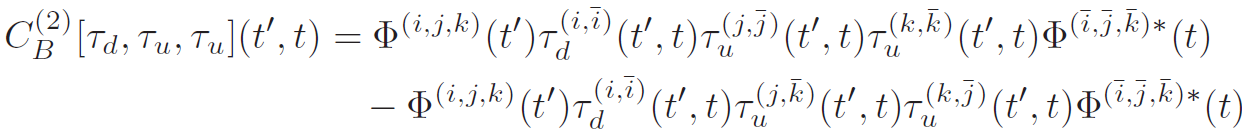 $C_B^{(2)}[\tau_d, \tau_u, \tau_u](t', t) = \Phi^{(i,j,k)}(t')\tau_d^{(i,\bar{i})}(t', t)\tau_u^{(j,\bar{j})}(t', t)\tau_u^{(k,\bar{k})}(t', t)\Phi^{(\bar{i},\bar{j},\bar{k})*}(t)$
$- \Phi^{(i,j,k)}(t')\tau_d^{(i,\bar{i})}(t', t)\tau_u^{(j,\bar{k})}(t', t)\tau_u^{(k,\bar{j})}(t', t)\Phi^{(\bar{i},\bar{j},\bar{k})*}(t)$